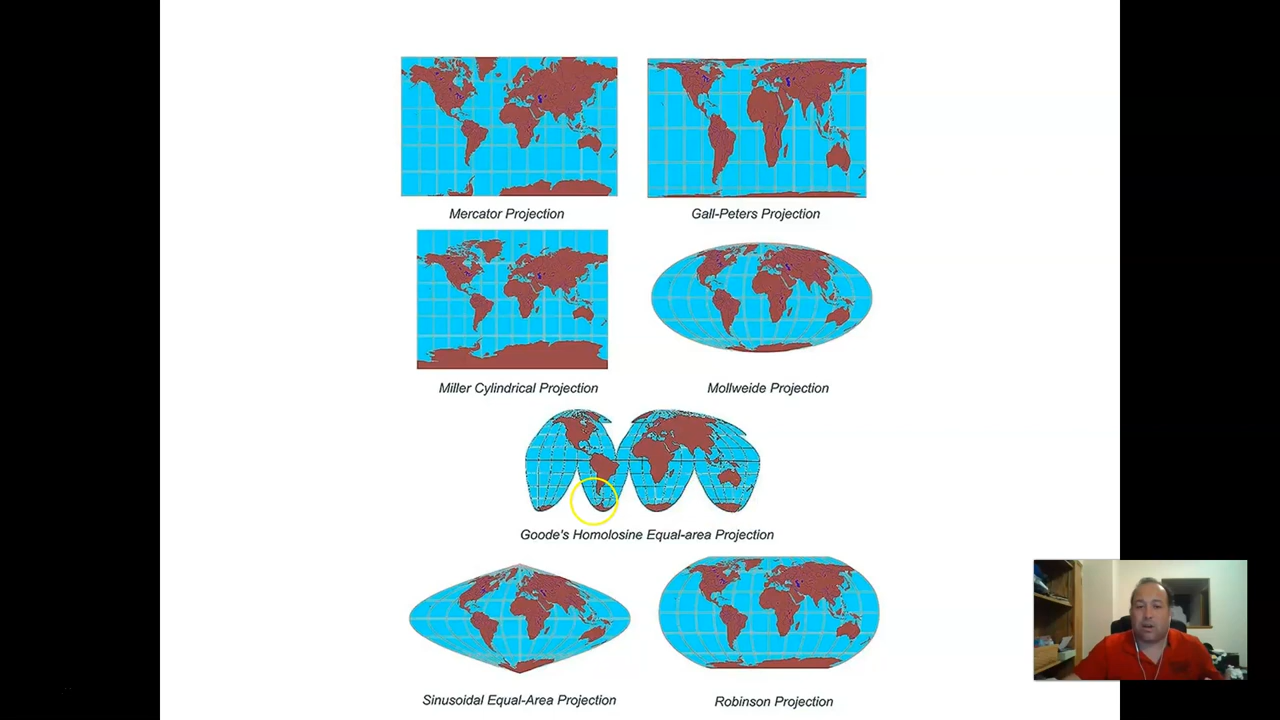 Mercator Projection
Gall-Peters Projection
Miller Cylindrical Projection
Mollweide Projection
Goode's Homolosine Equal-area Projection
Sinusoidal Equal-Area Projection
Robinson Projection